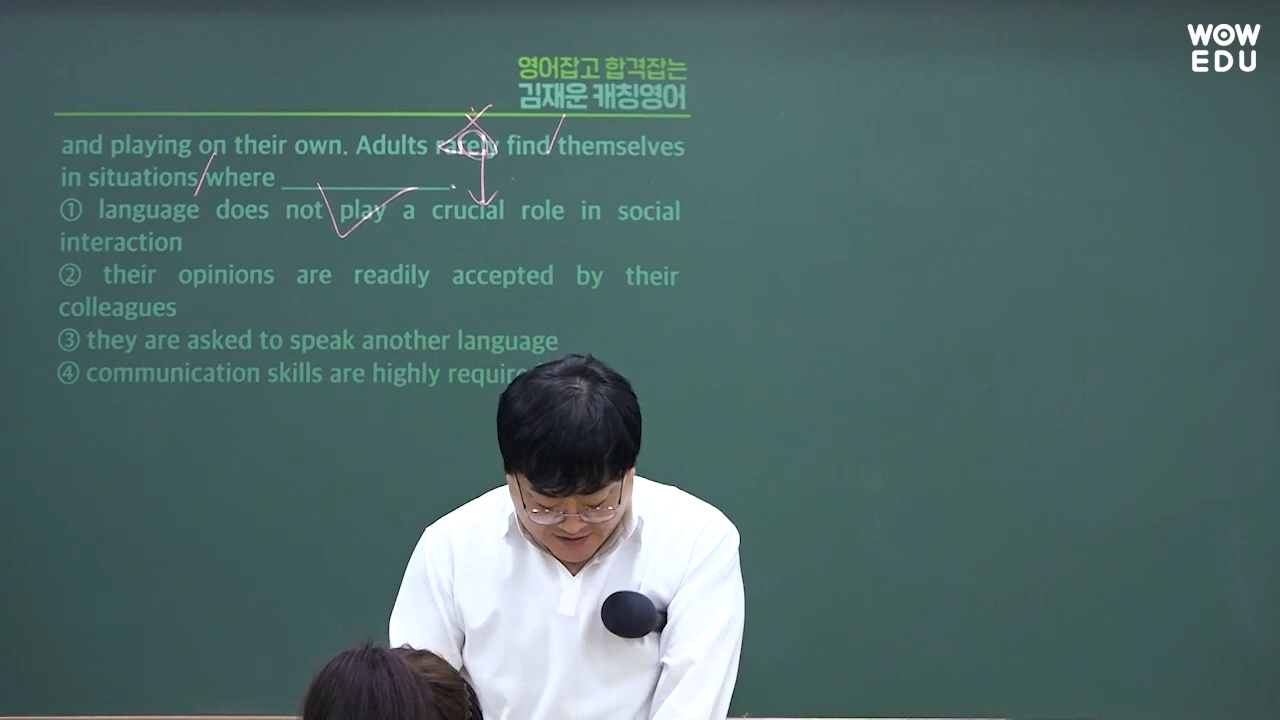 WOW
EDU
영어잡고 합격잡는
김재운 캐칭영어
and playing on their own. Adults rarely find themselves
in situations where
① language does not play a crucial role in social
interaction
② their opinions are readily accepted by their
colleagues
③ they are asked to speak another language
④ communication skills are highly